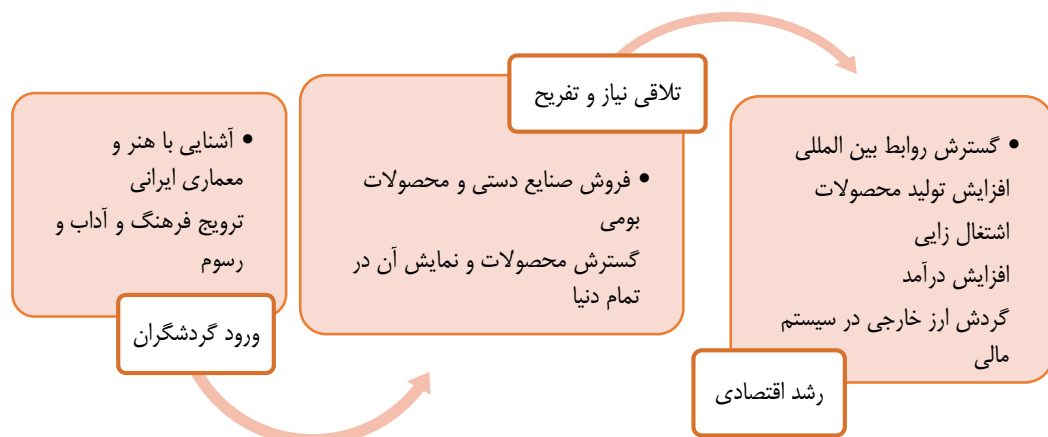 آشنایی با هنر و
معماری ایرانی
ترویج فرهنگ و آداب و
رسوم
ورود گردشگران
تلاقی نیاز و تفریح
فروش صنایع دستی و محصولات
بومی
گسترش محصولات و نمایش آن در
تمام دنیا
گسترش روابط بین المللی
افزایش تولید محصولات
اشتغال زایی
افزایش درآمد
گردش ارز خارجی در سیستم
مالی
رشد اقتصادی